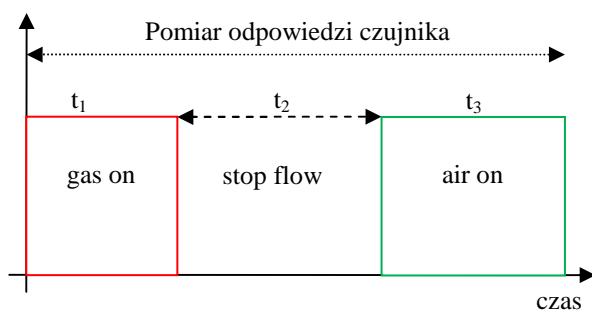 Pomiar odpowiedzi czujnika
t₁ t₂ t₃
gas on stop flow air on
czas